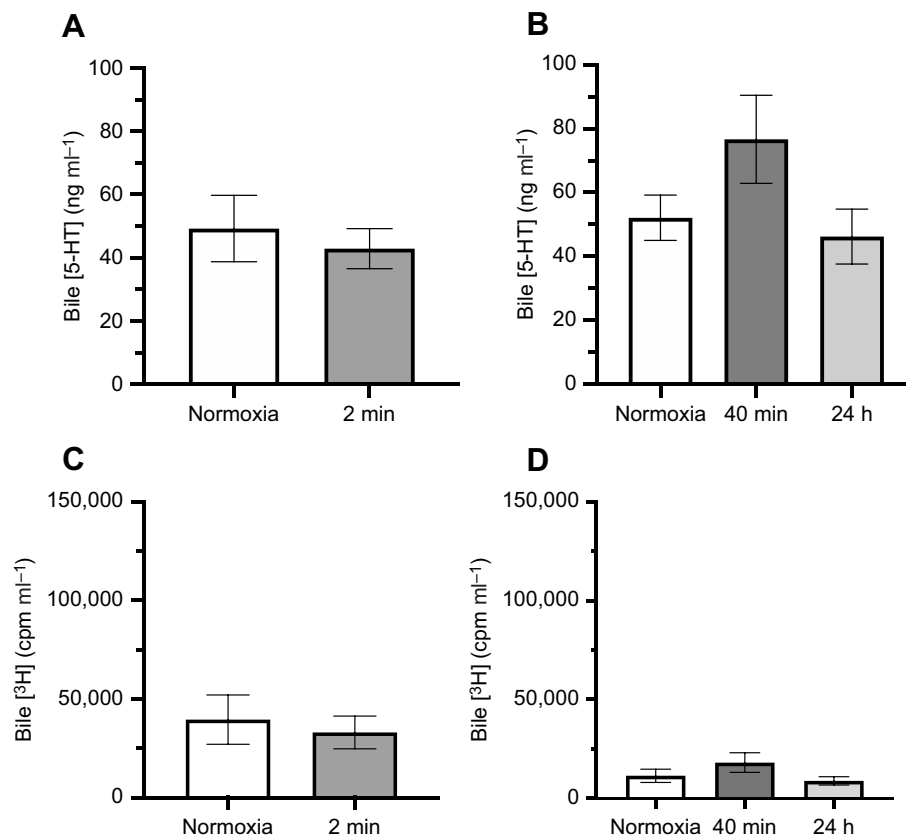 A
Bile [5-HT] (ng ml⁻¹)
100
80
60
40
20
0
Normoxia
2 min
B
Bile [5-HT] (ng ml⁻¹)
100
80
60
40
20
0
Normoxia
40 min
24 h
C
Bile [³H] (cpm ml⁻¹)
150,000
100,000
50,000
0
Normoxia
2 min
D
Bile [³H] (cpm ml⁻¹)
150,000
100,000
50,000
0
Normoxia
40 min
24 h